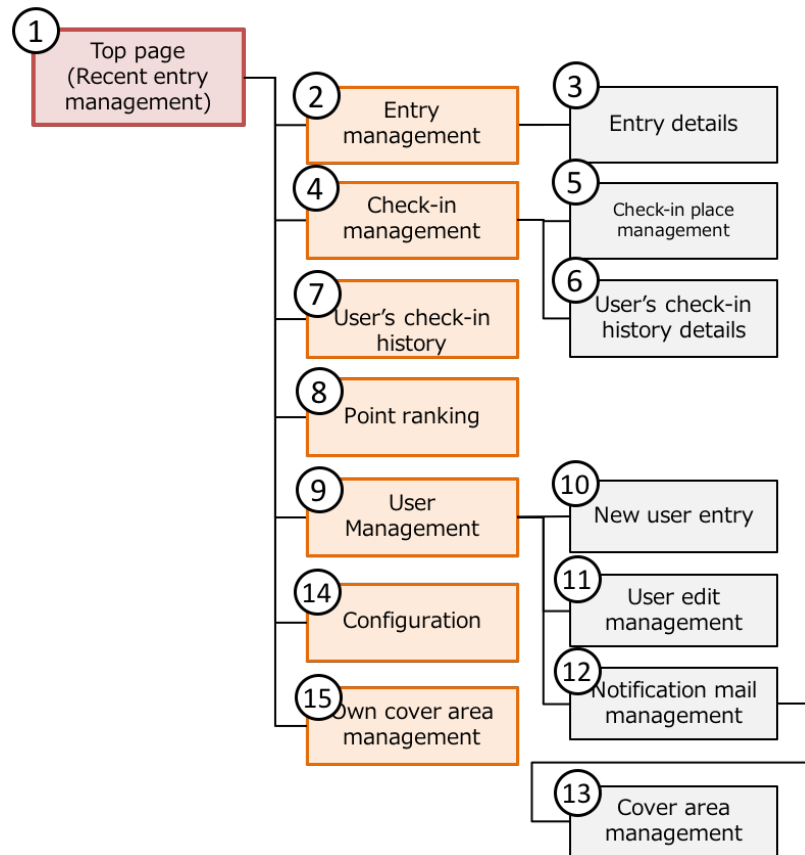 1
Top page
(Recent entry
management)
2
Entry
management
3
Entry details
4
Check-in
management
5
Check-in place
management
6
User’s check-in
history details
7
User’s check-in
history
8
Point ranking
9
User
Management
10
New user entry
11
User edit
management
12
Notification mail
management
13
Cover area
management
14
Configuration
15
Own cover area
management